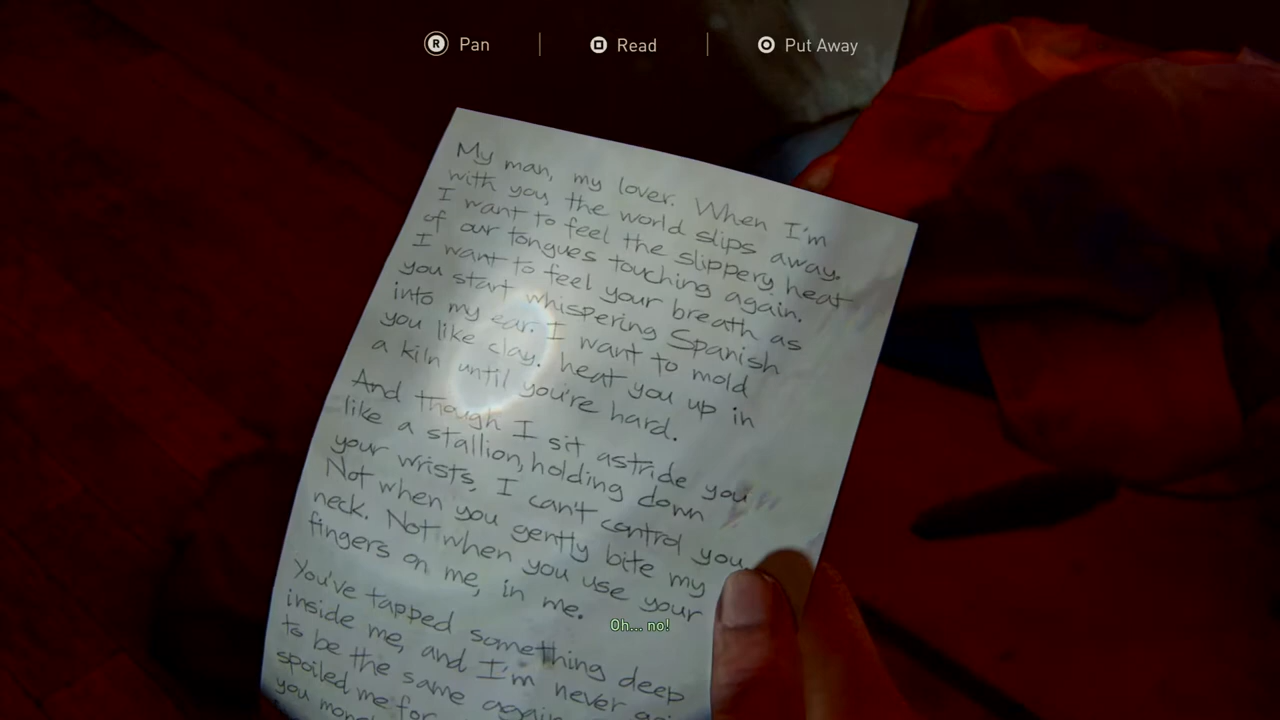 R Pan Read Put Away
My man, my lover. When I'm
with you, the world slips away.
I want to feel the slippery heat
of our tongues touching again.
I want to feel your breath as
you start whispering Spanish
into my ear. I want to mold
you like clay. heat you up in
a kiln until you're hard.
And though I sit astride you
like a stallion, holding down
your wrists, I can't control you
Not when you gently bite my
neck. Not when you use your
fingers on me, in me.
Oh... no!
You've tapped something deep
inside me, and I'm never
to be the same again
spoiled me for
you